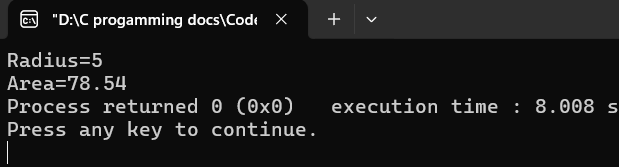 "D:\C progamming docs\Code
Radius=5
Area=78.54
Process returned 0 (0x0)   execution time : 8.008 s
Press any key to continue.